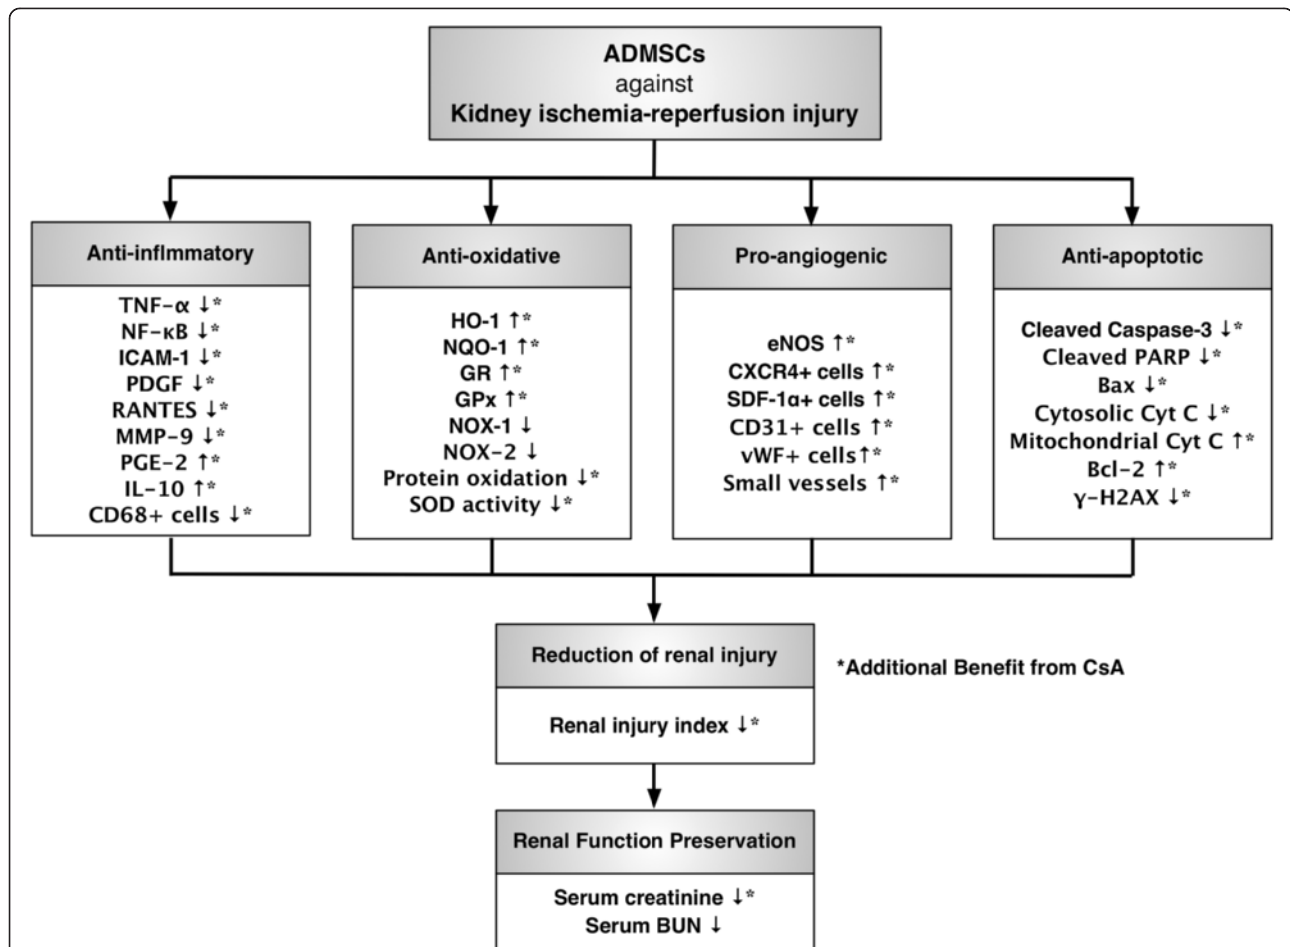 ADMSCs
against
Kidney ischemia-reperfusion injury
Anti-inflmmatory
TNF-α ↓*
NF-κB ↓*
ICAM-1 ↓*
PDGF ↓*
RANTES ↓*
MMP-9 ↓*
PGE-2 ↑*
IL-10 ↑*
CD68+ cells ↓*
Anti-oxidative
HO-1 ↑*
NQO-1 ↑*
GR ↑*
GPx ↑*
NOX-1 ↓
NOX-2 ↓
Protein oxidation ↓*
SOD activity ↓*
Pro-angiogenic
eNOS ↑*
CXCR4+ cells ↑*
SDF-1α+ cells ↑*
CD31+ cells ↑*
vWF+ cells↑*
Small vessels ↑*
Anti-apoptotic
Cleaved Caspase-3 ↓*
Cleaved PARP ↓*
Bax ↓*
Cytosolic Cyt C ↓*
Mitochondrial Cyt C ↑*
Bcl-2 ↑*
γ-H2AX ↓*
Reduction of renal injury
Renal injury index ↓*
*Additional Benefit from CsA
Renal Function Preservation
Serum creatinine ↓*
Serum BUN ↓